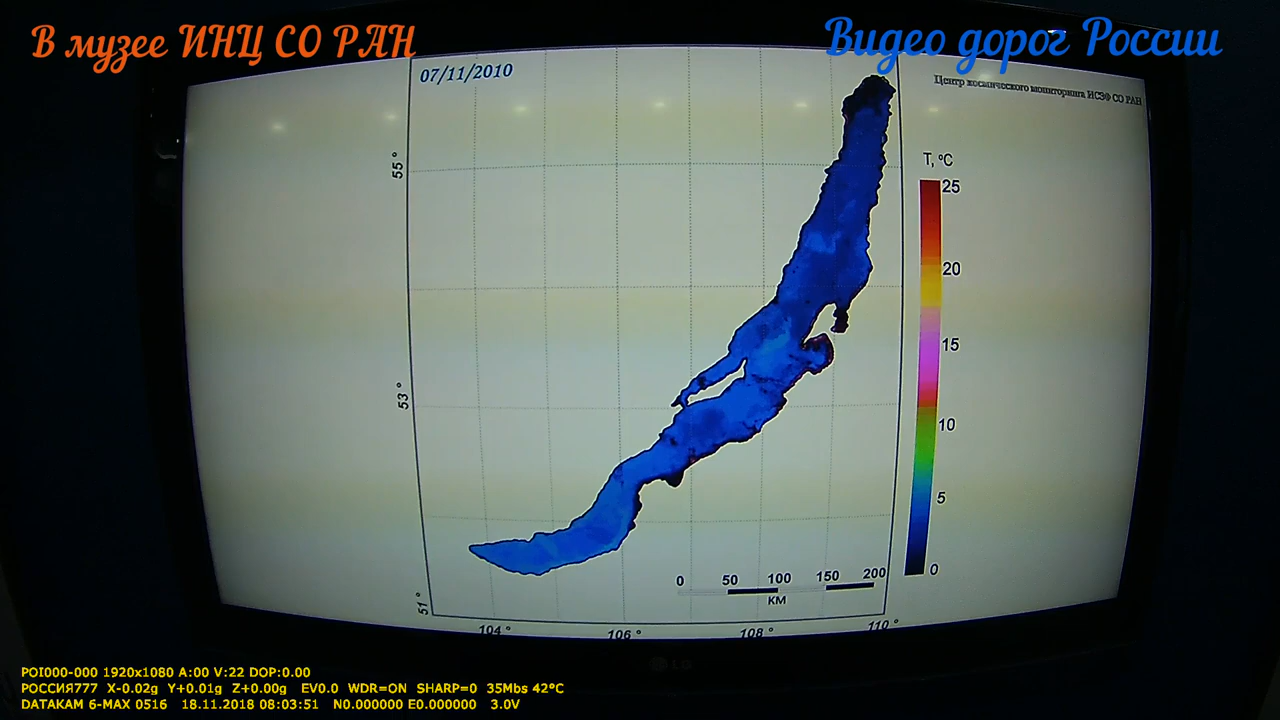 В музее ИНЦ СО РАН
Видео дорог России
07/11/2010
Центр космического мониторинга ИСЗФ СО РАН
T, ºC
25
20
15
10
5
0
55 °
53 °
51 °
0 50 100 150 200
КМ
104 ° 106 ° 108 ° 110 °
LG
POI000-000 1920x1080 A:00 V:22 DOP:0.00
РОССИЯ777 X-0.02g Y+0.01g Z+0.00g EV0.0 WDR=ON SHARP=0 35Mbs 42°C
DATAKAM 6-MAX 0516 18.11.2018 08:03:51 N0.000000 E0.000000 3.0V